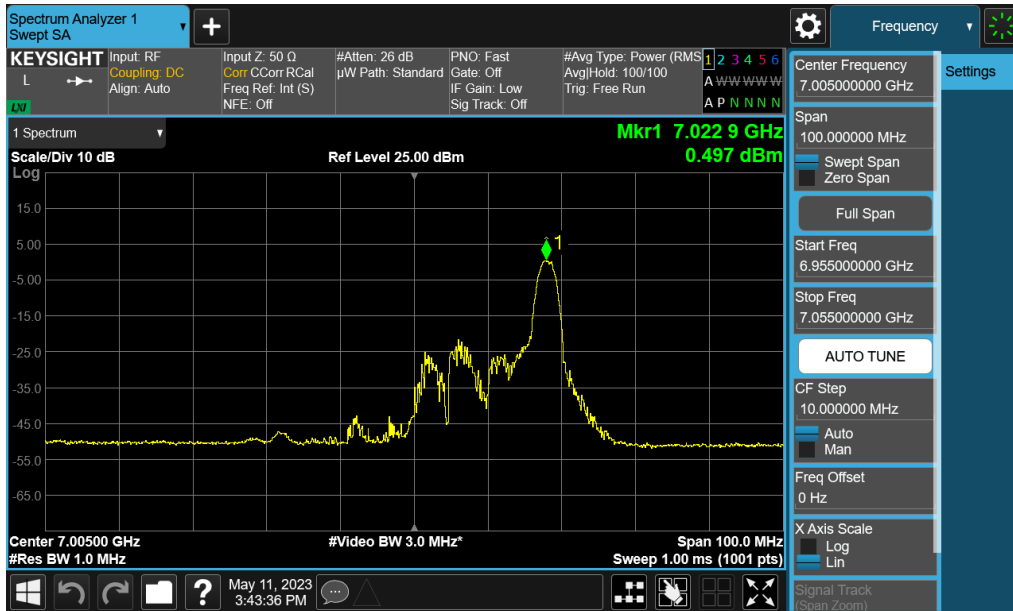 Spectrum Analyzer 1
Swept SA
+
Frequency
KEYSIGHT
L
LXI
Input: RF
Coupling: DC
Align: Auto
Input Z: 50 Ω
Corr CCorr RCal
Freq Ref: Int (S)
NFE: Off
#Atten: 26 dB
µW Path: Standard
PNO: Fast
Gate: Off
IF Gain: Low
Sig Track: Off
#Avg Type: Power (RMS
Avg|Hold: 100/100
Trig: Free Run
1 2 3 4 5 6
A W W W W W
A P N N N N
1 Spectrum
Scale/Div 10 dB
Log
Ref Level 25.00 dBm
Mkr1 7.022 9 GHz
0.497 dBm
1
15.0
5.00
-5.00
-15.0
-25.0
-35.0
-45.0
-55.0
-65.0
Center 7.00500 GHz
#Res BW 1.0 MHz
#Video BW 3.0 MHz*
Span 100.0 MHz
Sweep 1.00 ms (1001 pts)
Center Frequency
7.005000000 GHz
Settings
Span
100.000000 MHz
Swept Span
Zero Span
Full Span
Start Freq
6.955000000 GHz
Stop Freq
7.055000000 GHz
AUTO TUNE
CF Step
10.000000 MHz
Auto
Man
Freq Offset
0 Hz
X Axis Scale
Log
Lin
Signal Track
(Span Zoom)
?
May 11, 2023
3:43:36 PM